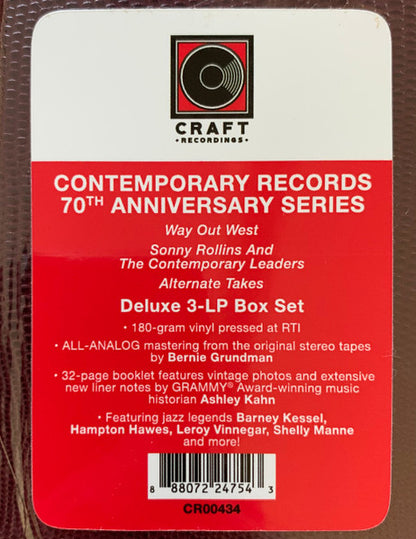 CRAFT
• RECORDINGS •
CONTEMPORARY RECORDS
70TH ANNIVERSARY SERIES
Way Out West
Sonny Rollins And
The Contemporary Leaders
Alternate Takes
Deluxe 3-LP Box Set
• 180-gram vinyl pressed at RTI
• ALL-ANALOG mastering from the original stereo tapes
by Bernie Grundman
• 32-page booklet features vintage photos and extensive
new liner notes by GRAMMY® Award-winning music
historian Ashley Kahn
• Featuring jazz legends Barney Kessel,
Hampton Hawes, Leroy Vinnegar, Shelly Manne
and more!
8 88072 24754 3
CR00434